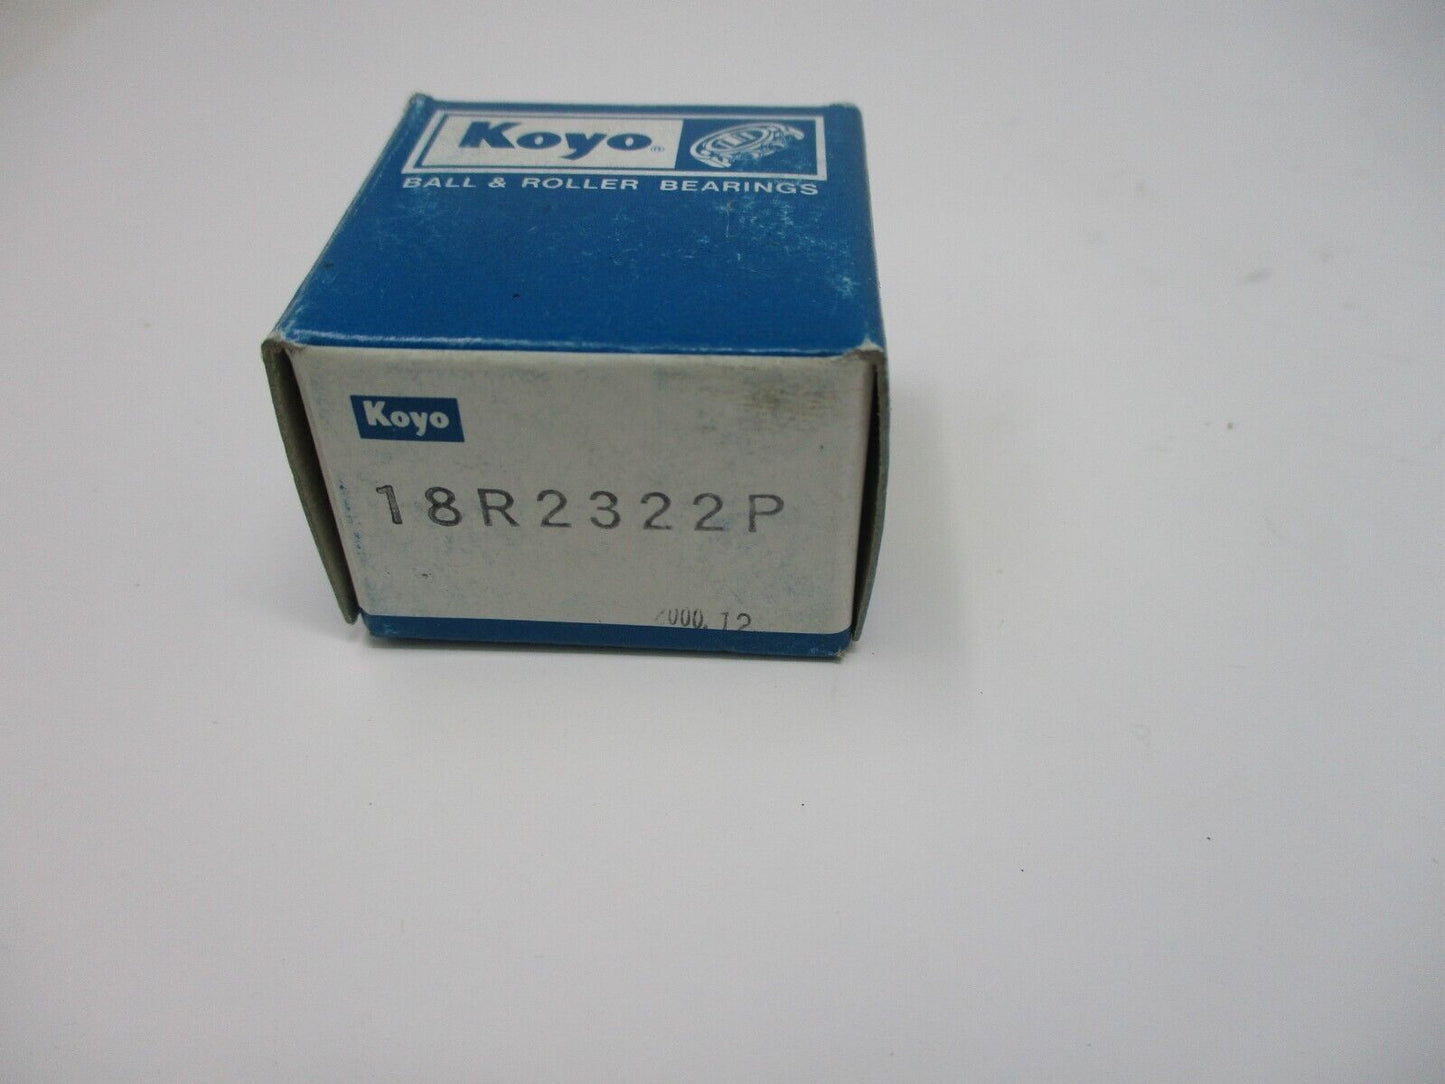 Koyo®
BALL & ROLLER BEARINGS
Koyo
18R2322P
2000.12